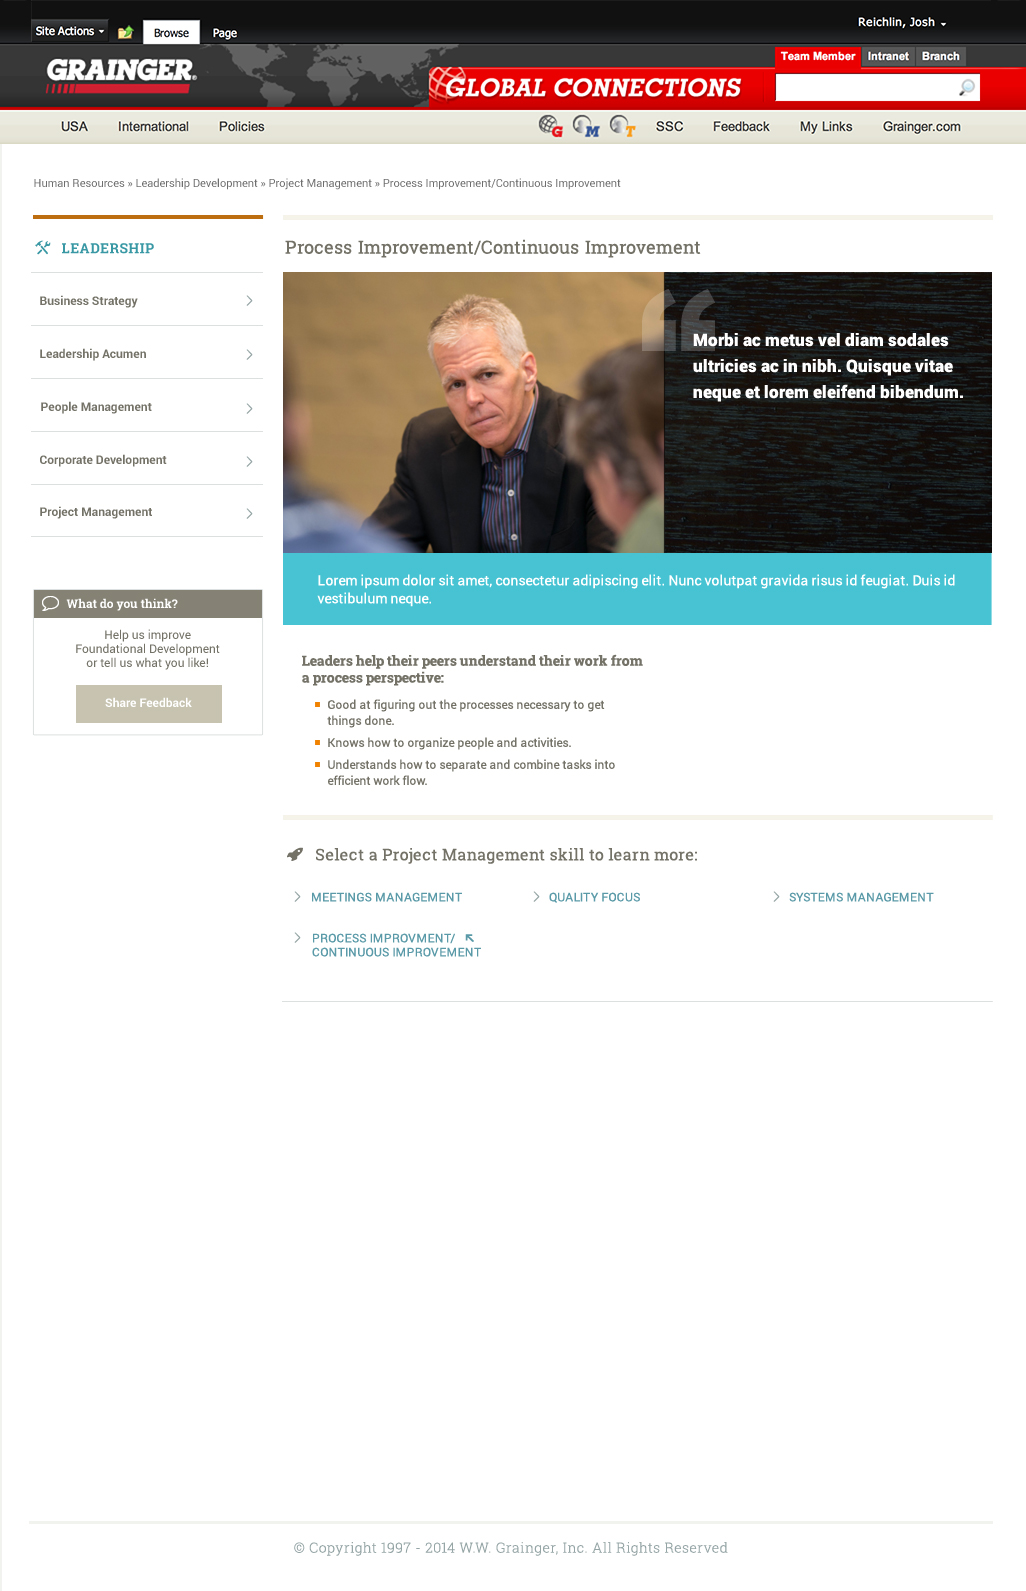 Site Actions
Browse
Page
Reichlin, Josh
GRAINGER
GLOBAL CONNECTIONS
Team Member
Intranet
Branch
USA
International
Policies
G
M
T
SSC
Feedback
My Links
Grainger.com
Human Resources » Leadership Development » Project Management » Process Improvement/Continuous Improvement
LEADERSHIP
Business Strategy
Leadership Acumen
People Management
Corporate Development
Project Management
What do you think?
Help us improve
Foundational Development
or tell us what you like!
Share Feedback
Process Improvement/Continuous Improvement
“
Morbi ac metus vel diam sodales
ultricies ac in nibh. Quisque vitae
neque et lorem eleifend bibendum.
Lorem ipsum dolor sit amet, consectetur adipiscing elit. Nunc volutpat gravida risus id feugiat. Duis id
vestibulum neque.
Leaders help their peers understand their work from
a process perspective:
Good at figuring out the processes necessary to get
things done.
Knows how to organize people and activities.
Understands how to separate and combine tasks into
efficient work flow.
Select a Project Management skill to learn more:
MEETINGS MANAGEMENT
QUALITY FOCUS
SYSTEMS MANAGEMENT
PROCESS IMPROVMENT/
CONTINUOUS IMPROVEMENT
© Copyright 1997 - 2014 W.W. Grainger, Inc. All Rights Reserved